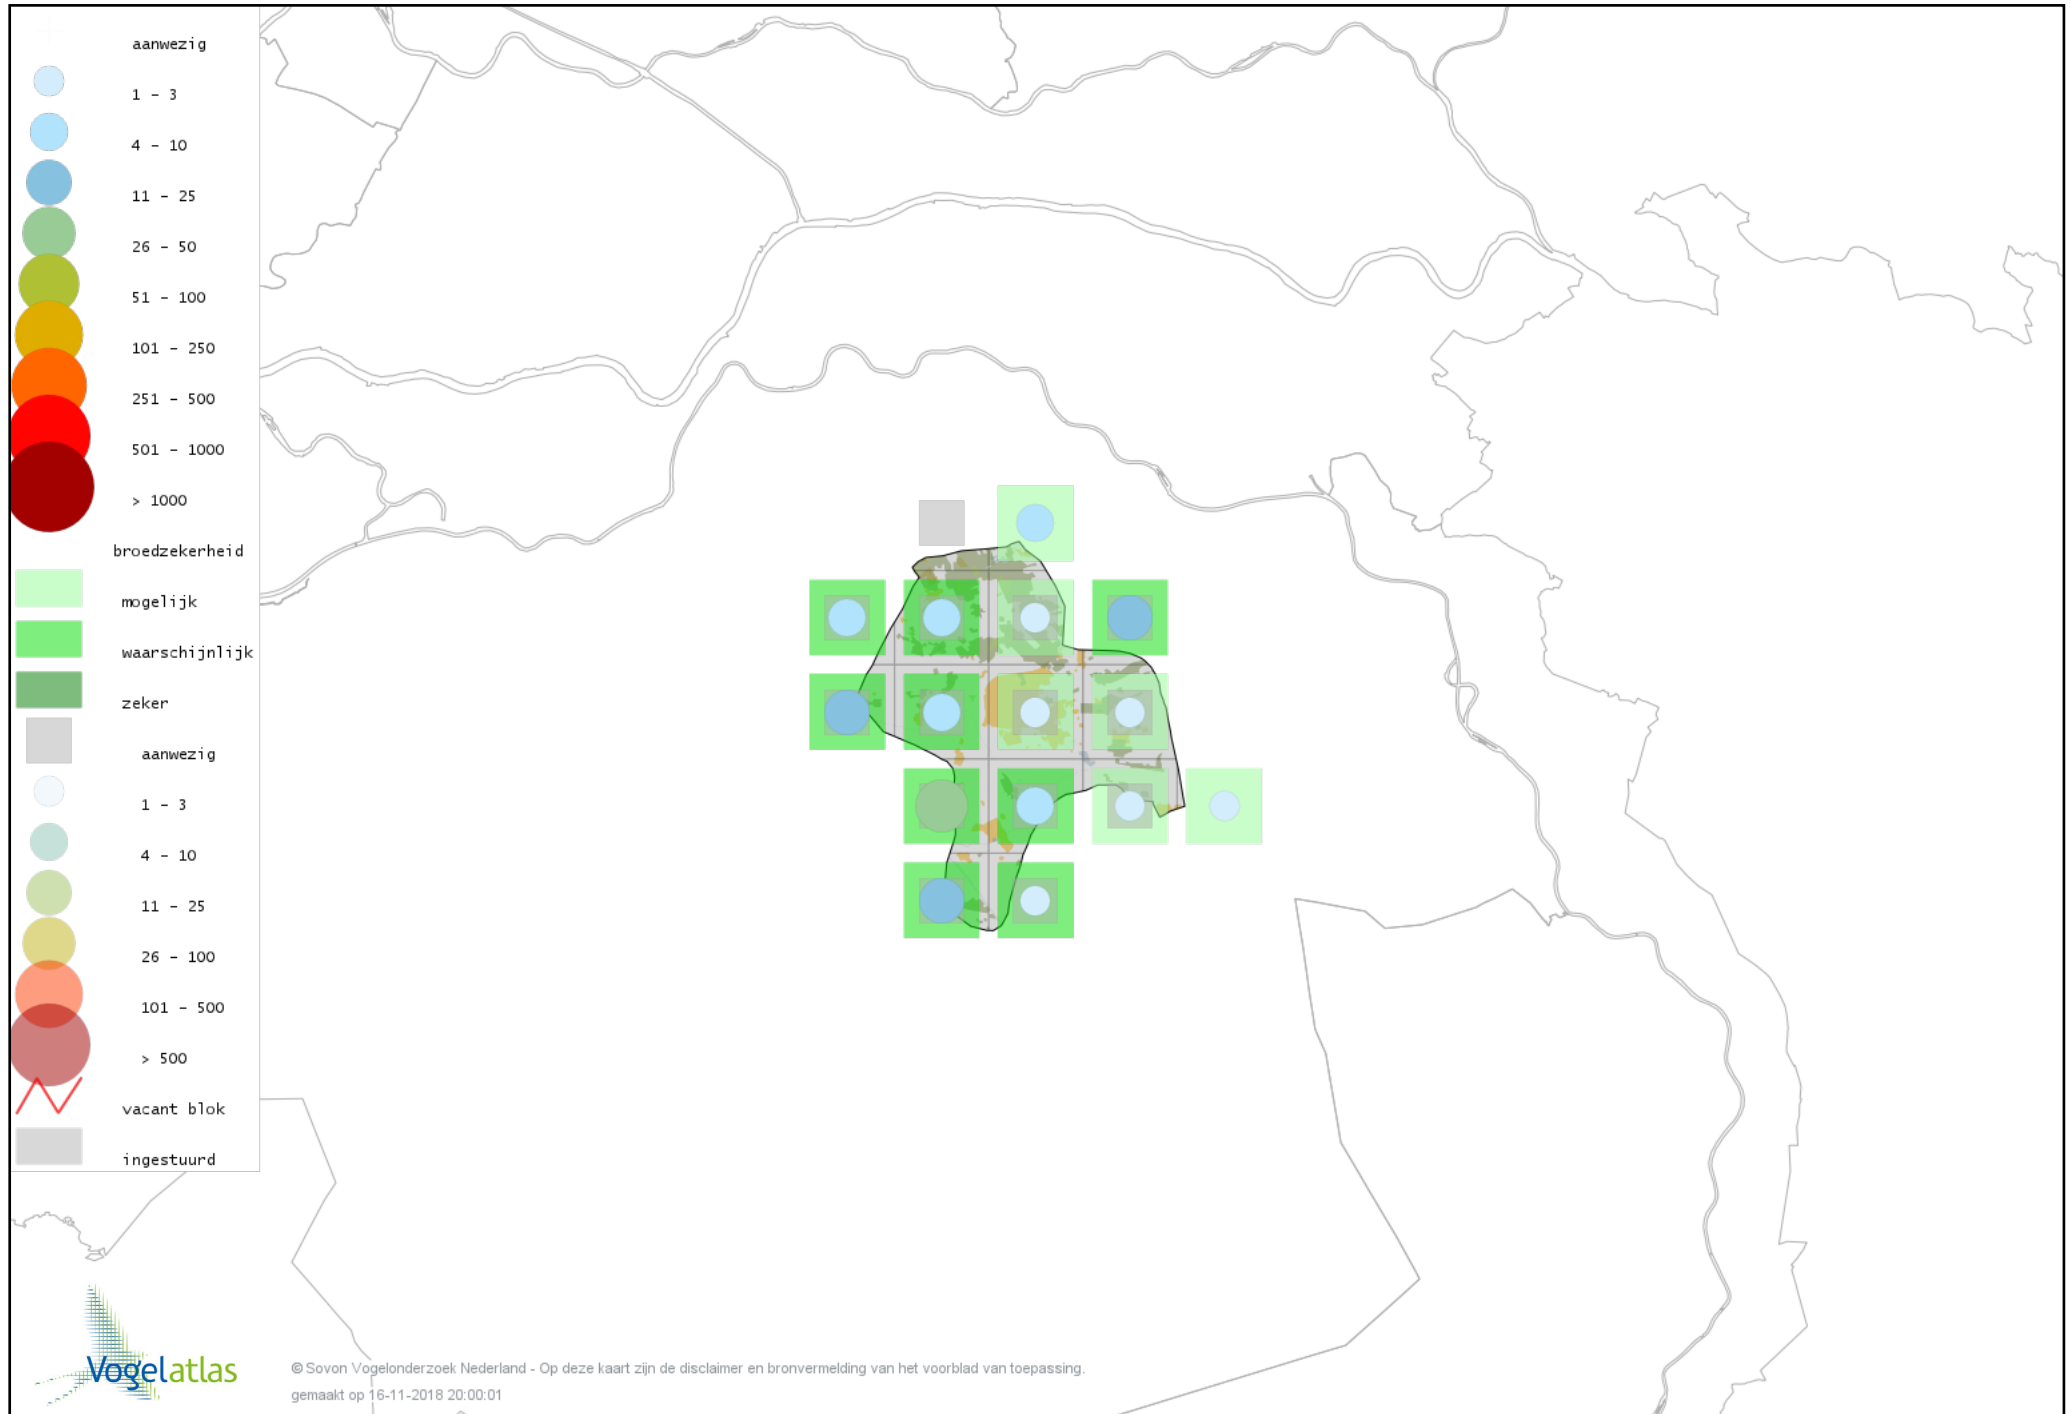 aanwezig
1 - 3
4 - 10
11 - 25
26 - 50
51 - 100
101 - 250
251 - 500
501 - 1000
> 1000
broedzekerheid
mogelijk
waarschijnlijk
zeker
aanwezig
1 - 3
4 - 10
11 - 25
26 - 100
101 - 500
> 500
vacant blok
ingestuurd
Vogelatlas
© Sovon Vogelonderzoek Nederland - Op deze kaart zijn de disclaimer en bronvermelding van het voorblad van toepassing.
gemaakt op 16-11-2018 20:00:01